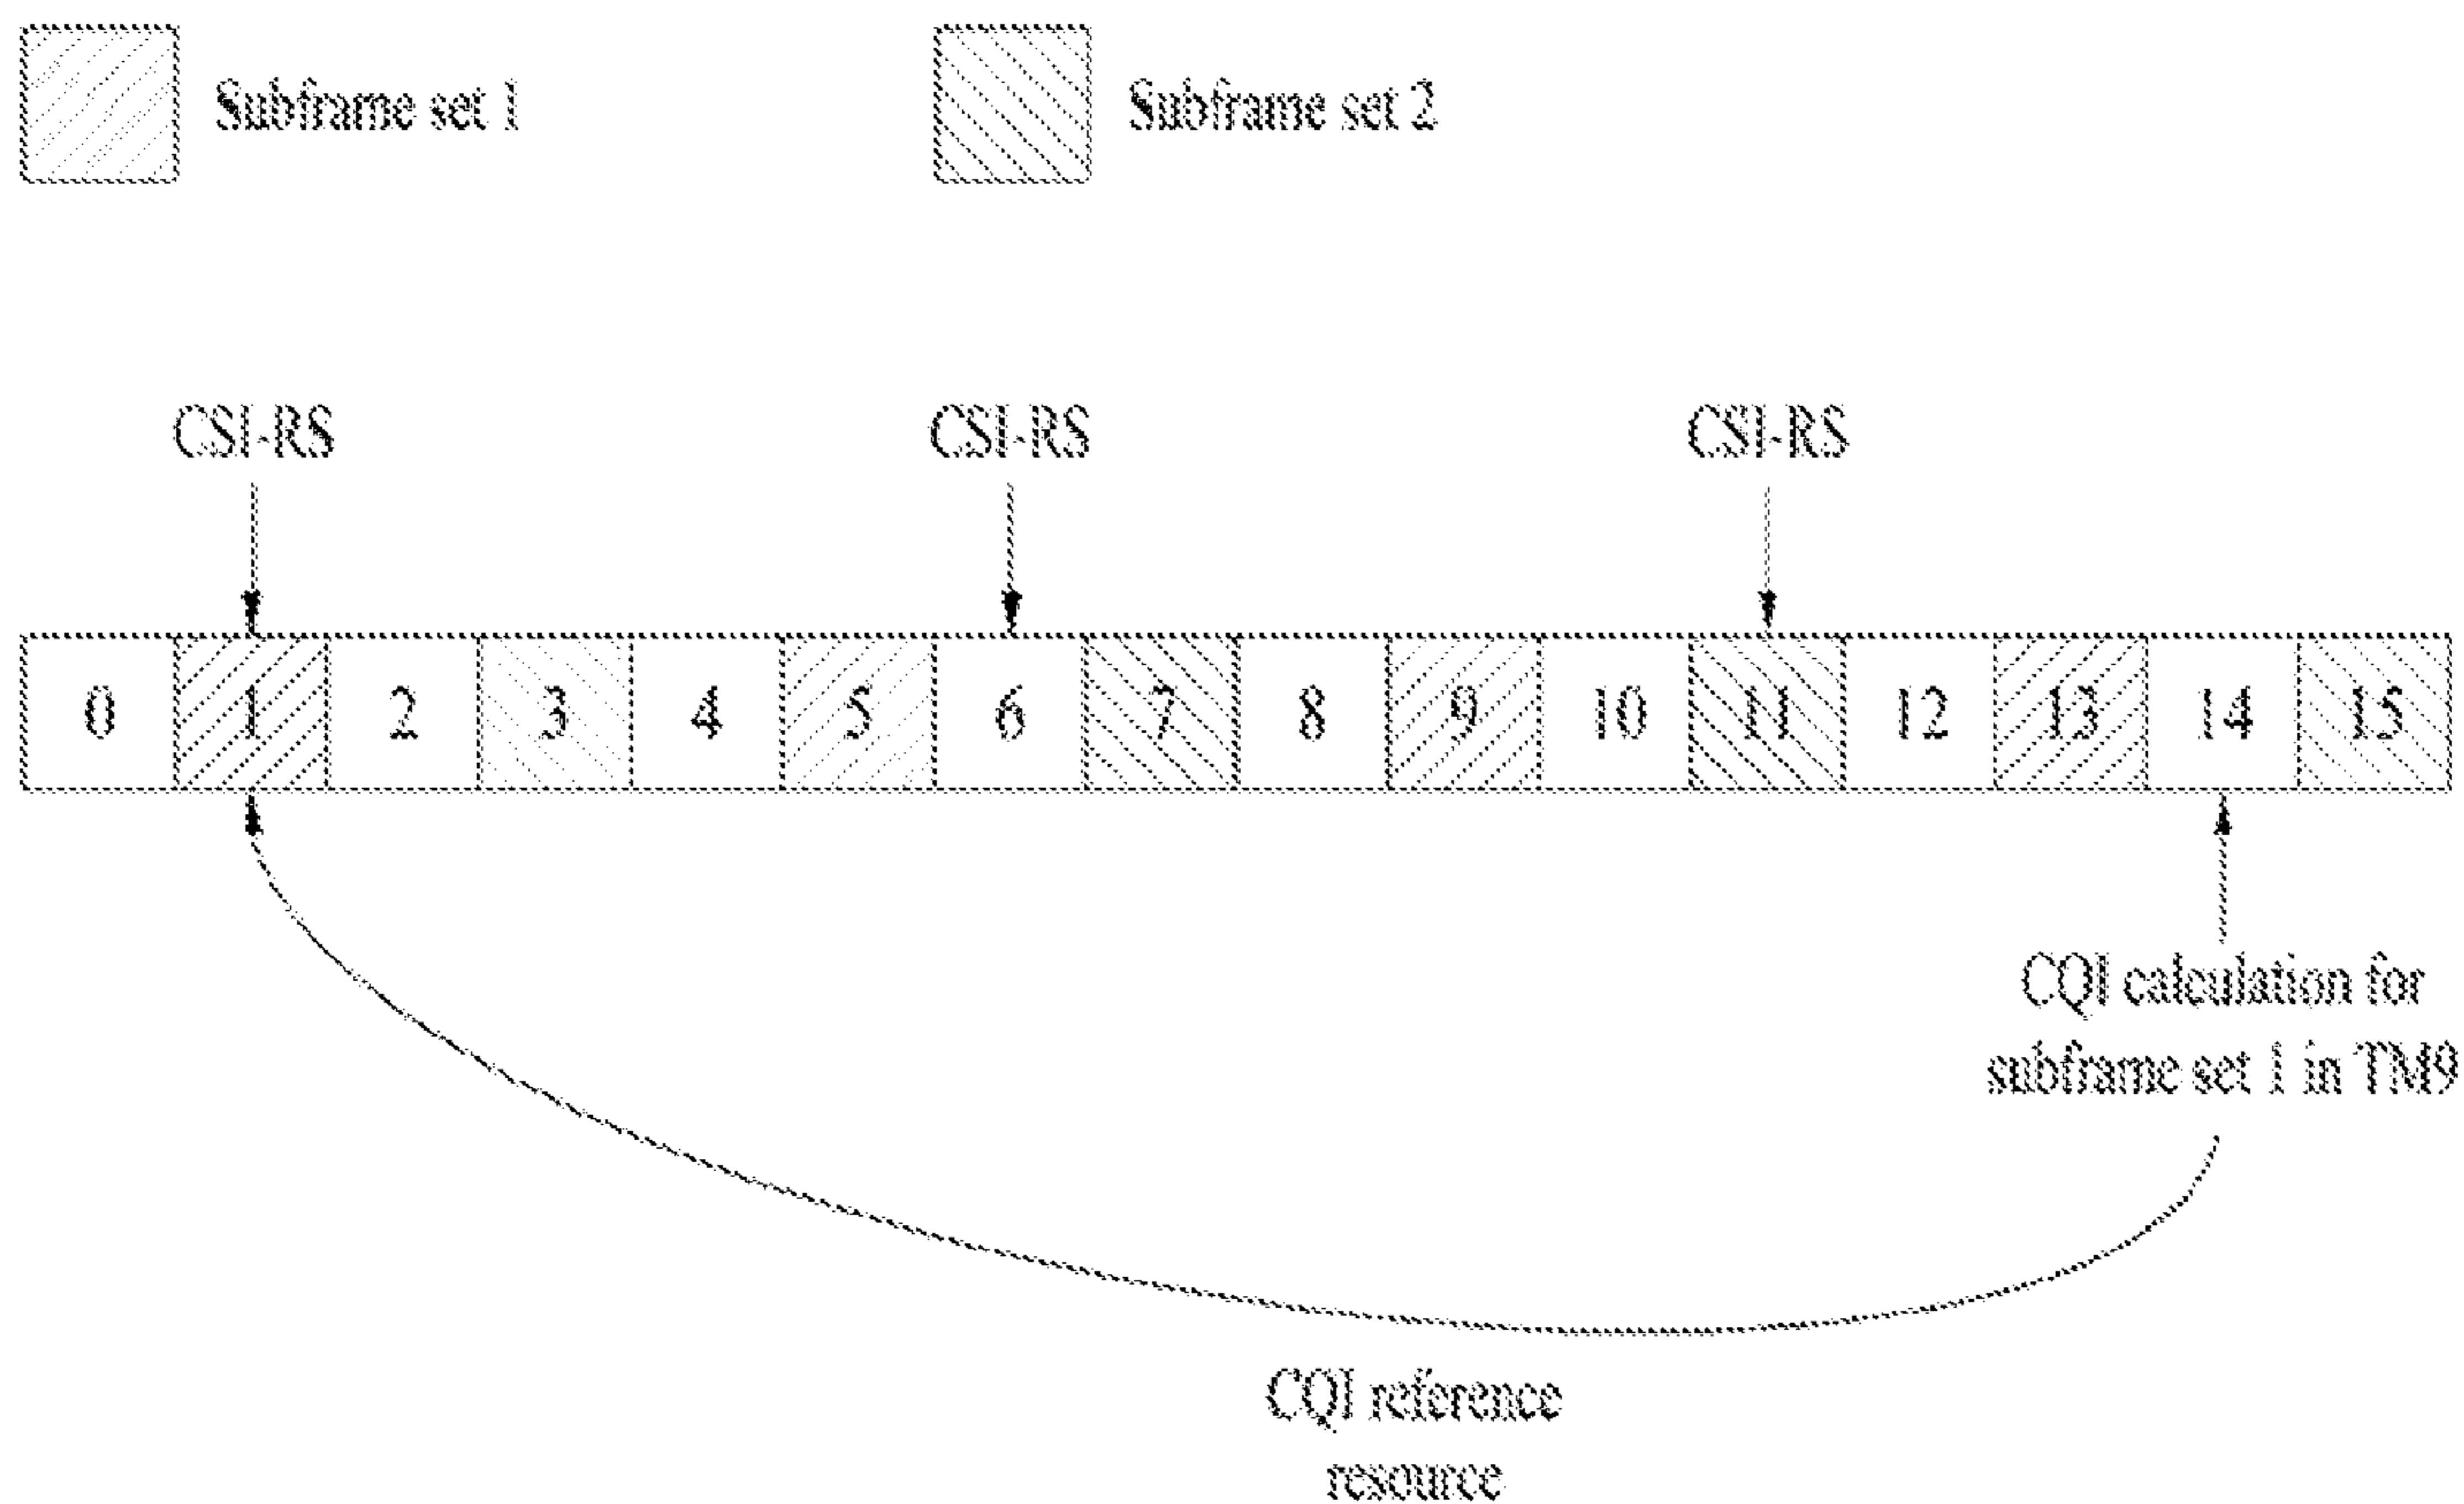 Subframe set 1
Subframe set 2
CSI-RS
CSI-RS
CSI-RS
0 1 2 3 4 5 6 7 8 9 10 11 12 13 14 15
CQI calculation for
subframe set 1 in TM9
CQI reference
resource